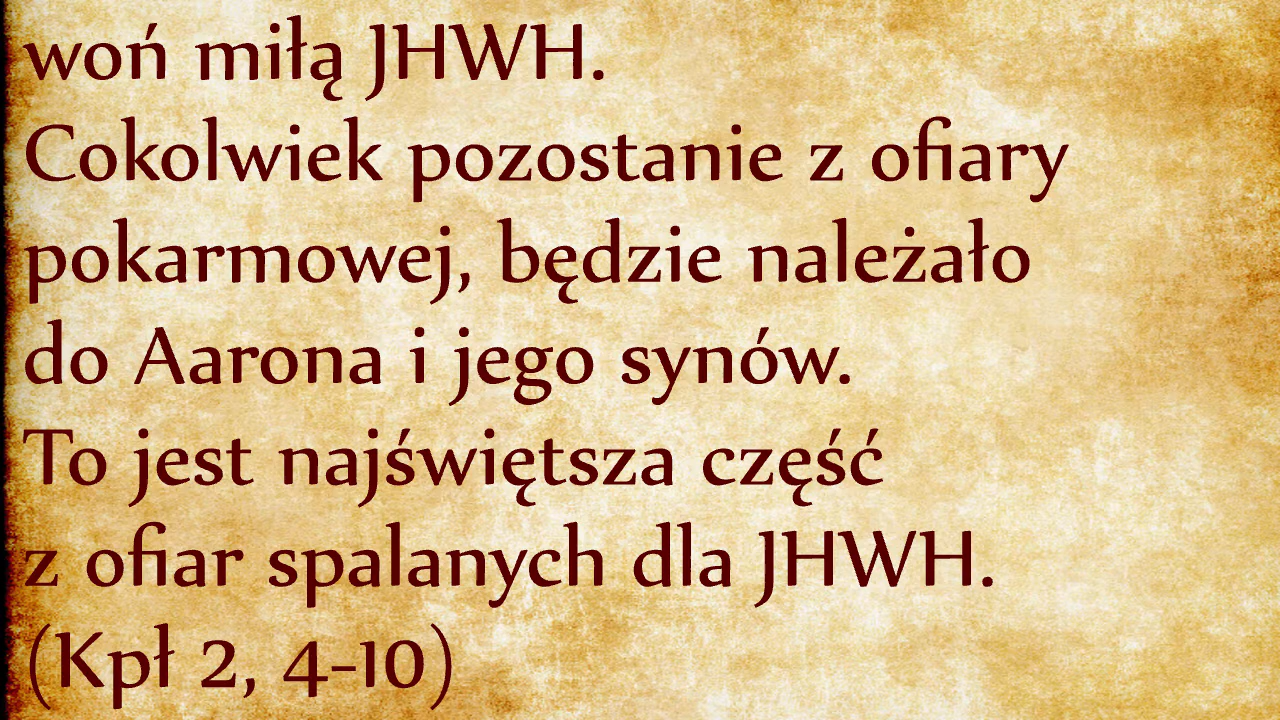 woń miłą JHWH.
Cokolwiek pozostanie z ofiary
pokarmowej, będzie należało
do Aarona i jego synów.
To jest najświętsza część
z ofiar spalanych dla JHWH.
(Kpł 2, 4-10)